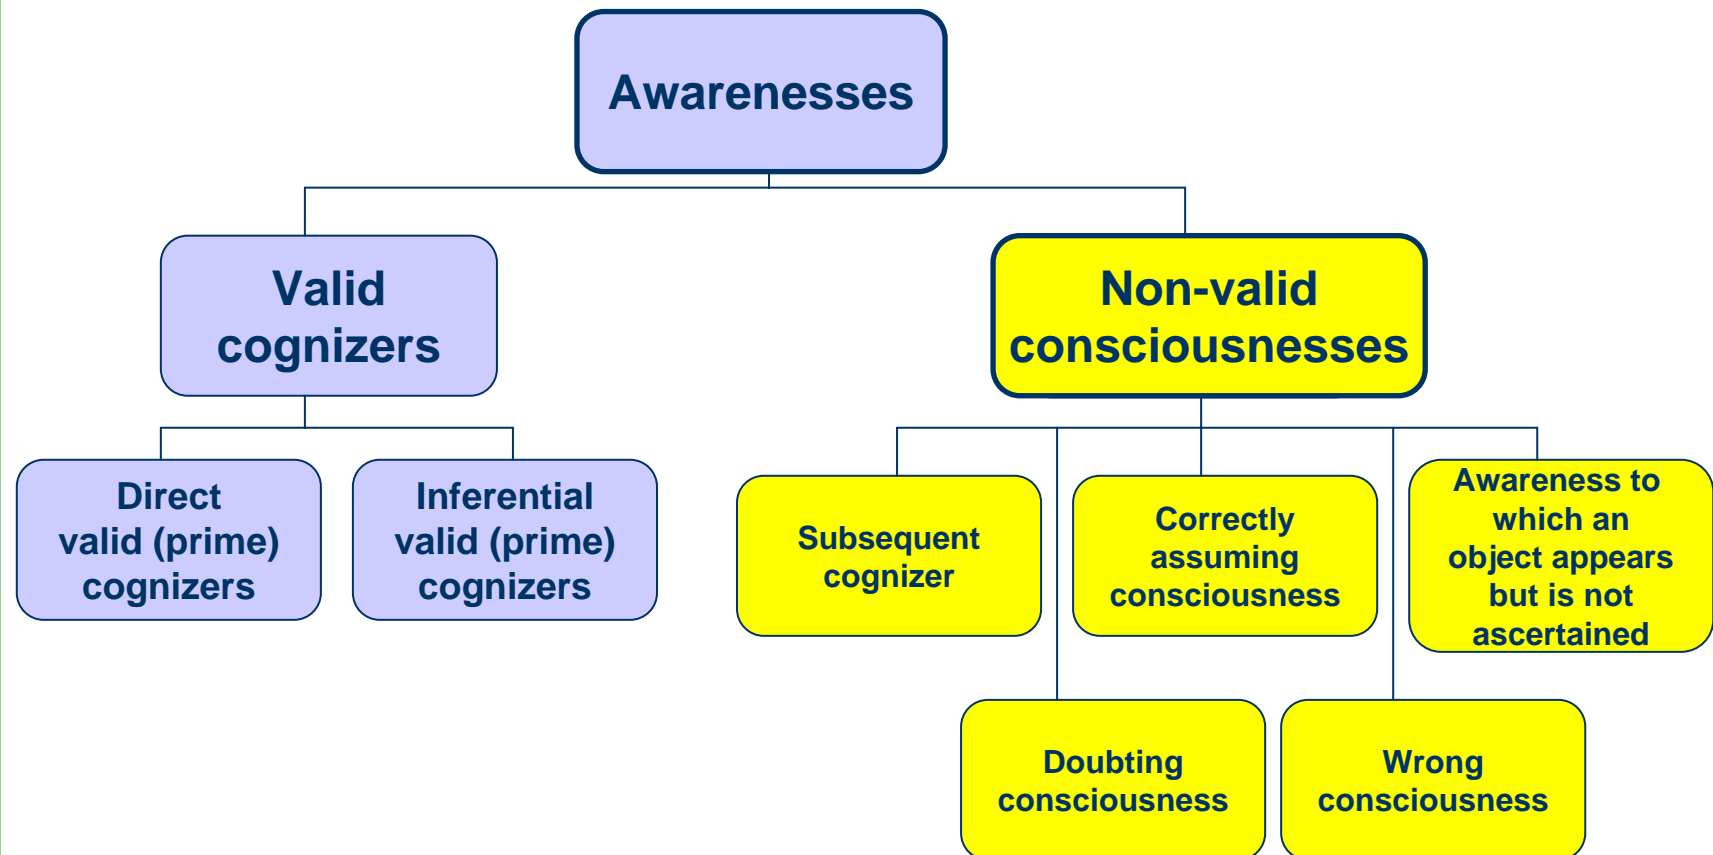 Awarenesses
Valid
cognizers
Non-valid
consciousnesses
Direct
valid (prime)
cognizers
Inferential
valid (prime)
cognizers
Subsequent
cognizer
Correctly
assuming
consciousness
Awareness to
which an
object appears
but is not
ascertained
Doubting
consciousness
Wrong
consciousness